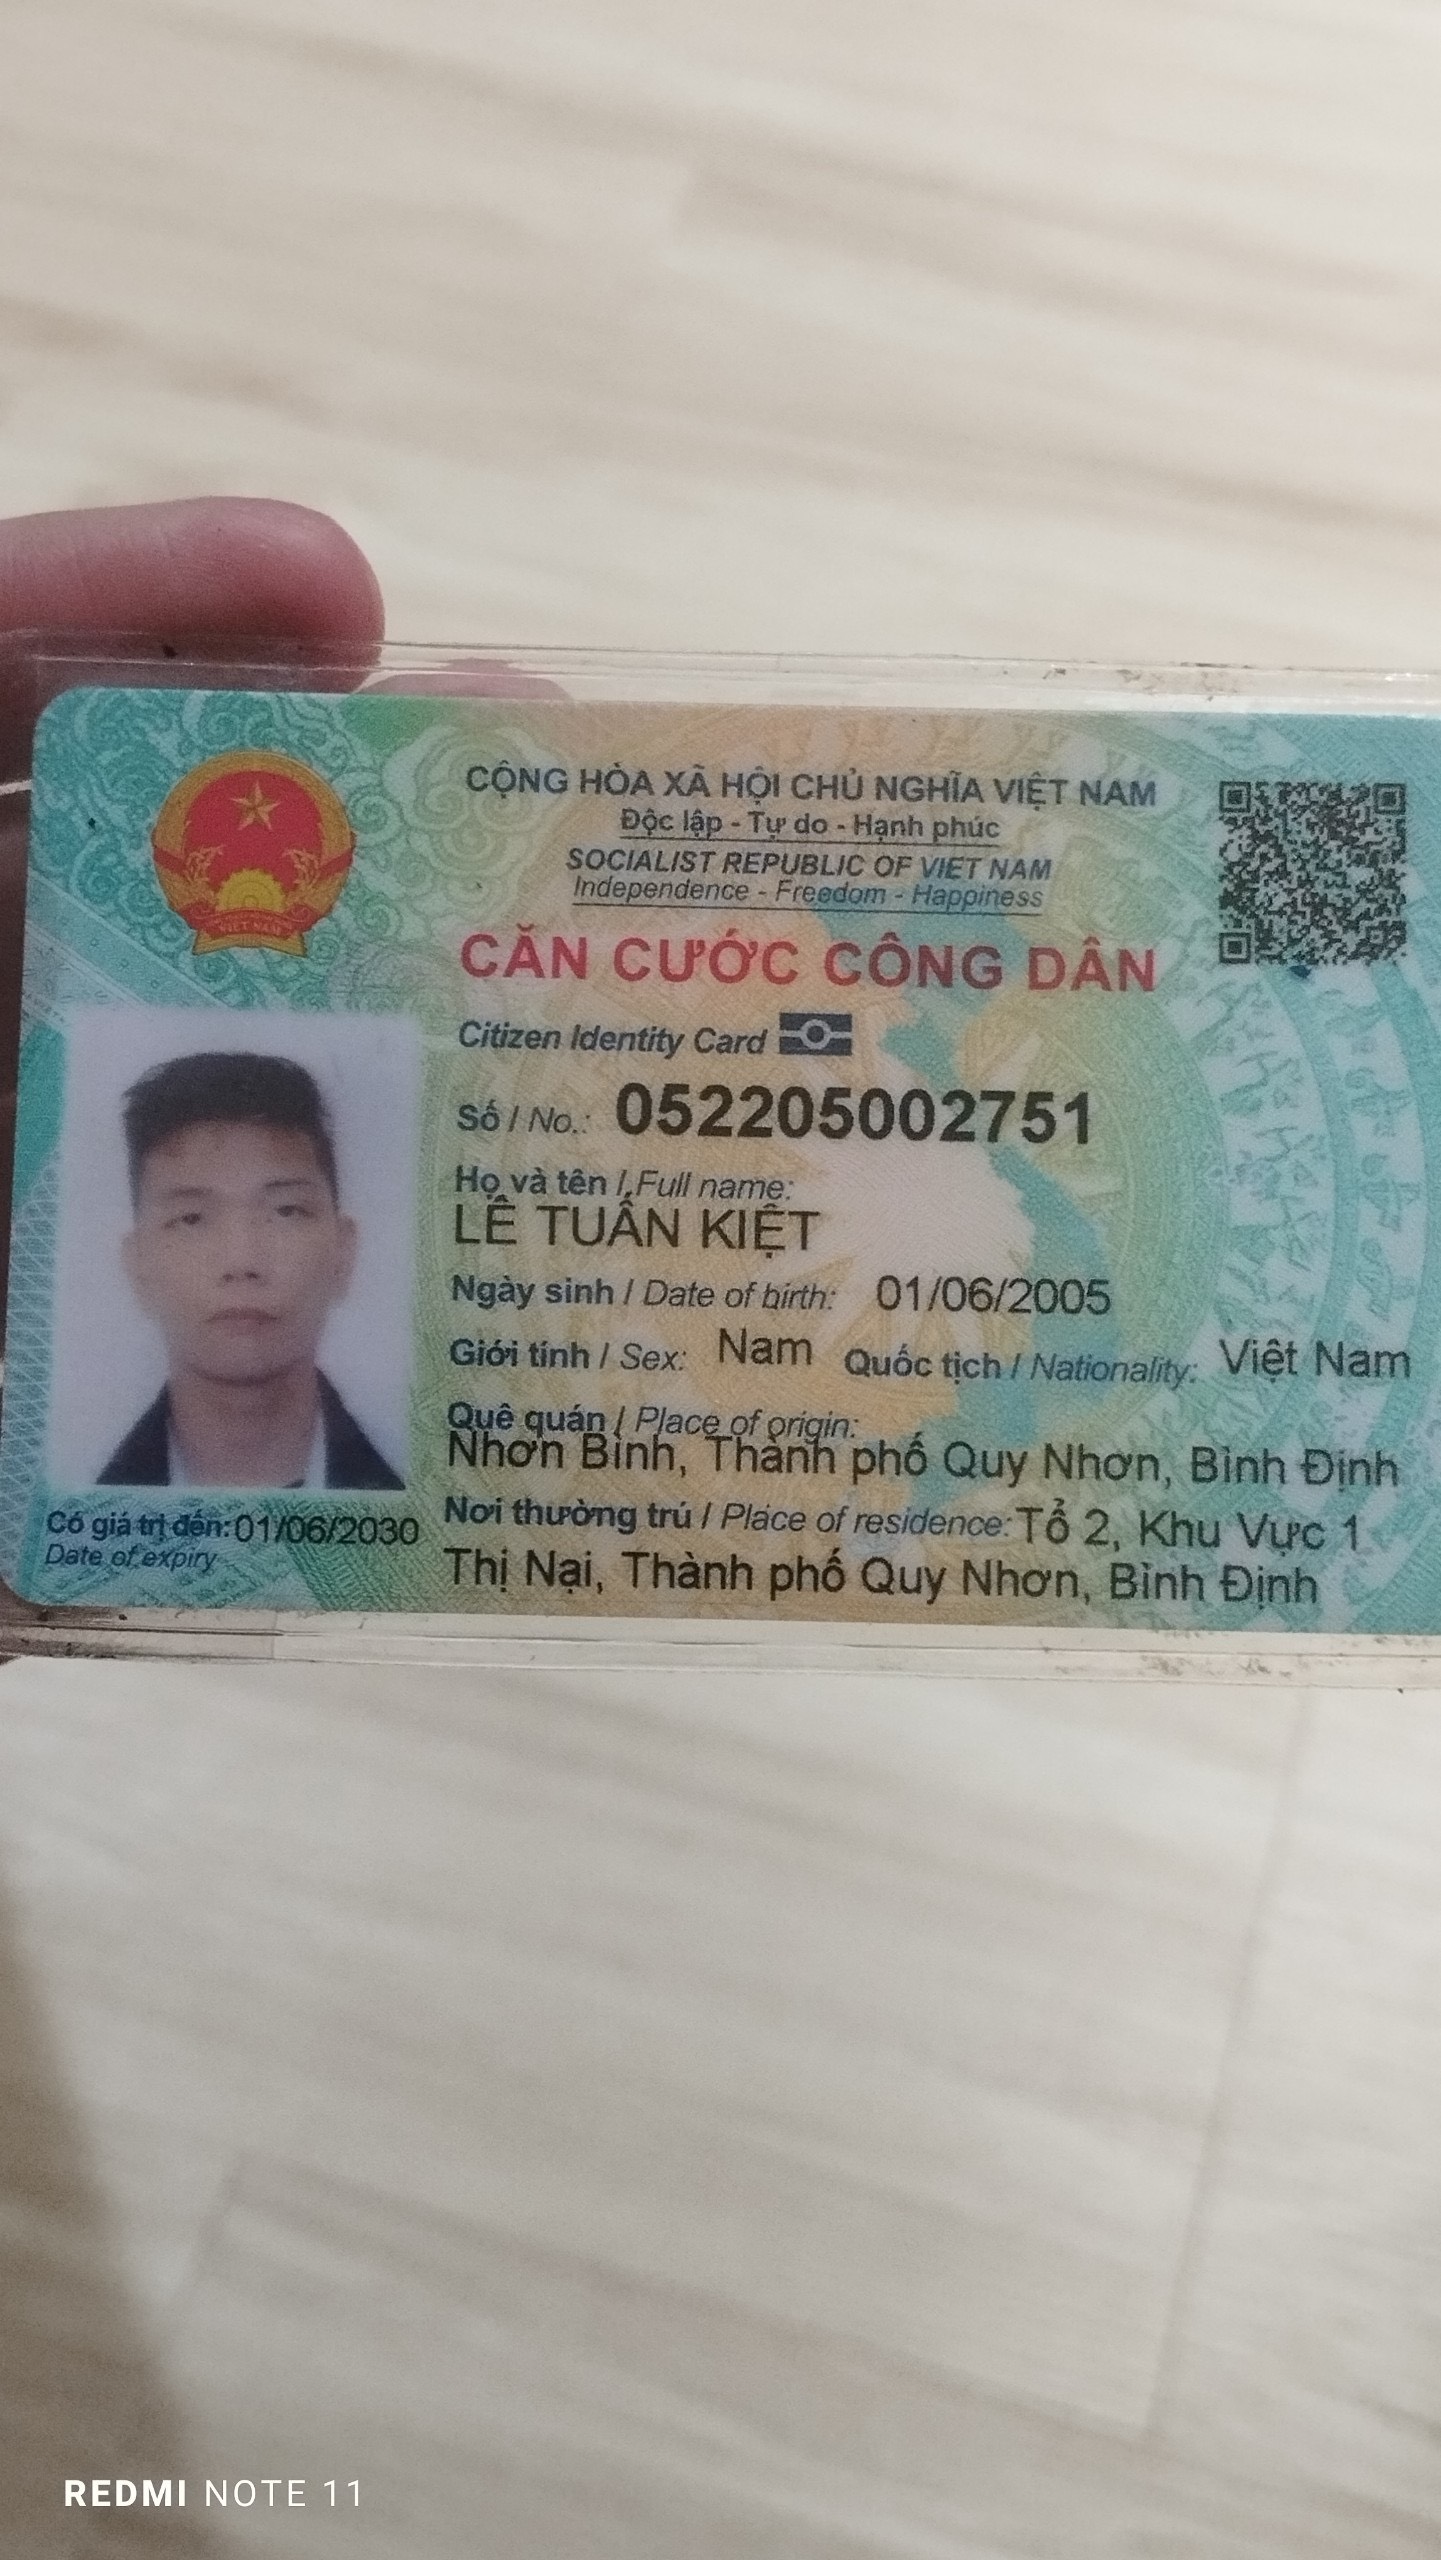 CỘNG HÒA XÃ HỘI CHỦ NGHĨA VIỆT NAM
Độc lập - Tự do - Hạnh phúc
SOCIALIST REPUBLIC OF VIET NAM
Independence - Freedom - Happiness
CĂN CƯỚC CÔNG DÂN
Citizen Identity Card
Số / No.: 052205002751
Họ và tên / Full name:
LÊ TUẤN KIỆT
Ngày sinh / Date of birth: 01/06/2005
Giới tính / Sex: Nam Quốc tịch / Nationality: Việt Nam
Quê quán / Place of origin:
Nhơn Bình, Thành phố Quy Nhơn, Bình Định
Nơi thường trú / Place of residence: Tổ 2, Khu Vực 1
Thị Nại, Thành phố Quy Nhơn, Bình Định
Có giá trị đến: 01/06/2030
Date of expiry
VIỆT NAM
REDMI NOTE 11